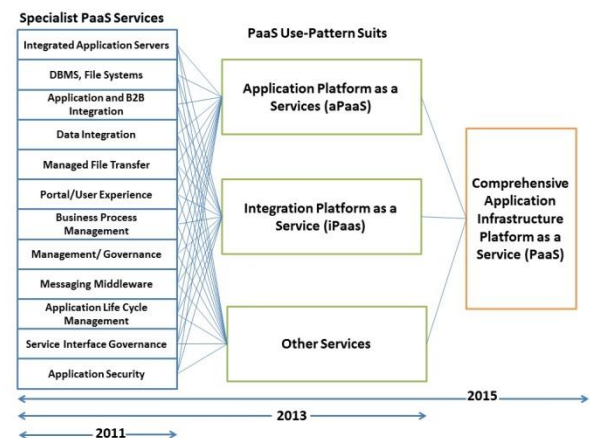 Specialist PaaS Services
Integrated Application Servers
DBMS, File Systems
Application and B2B
Integration
Data Integration
Managed File Transfer
Portal/User Experience
Business Process
Management
Management/ Governance
Messaging Middleware
Application Life Cycle
Management
Service Interface Governance
Application Security
PaaS Use-Pattern Suits
Application Platform as a
Services (aPaaS)
Integration Platform as a
Service (iPaas)
Other Services
Comprehensive
Application
Infrastructure
Platform as a
Service (PaaS)
2015
2013
2011